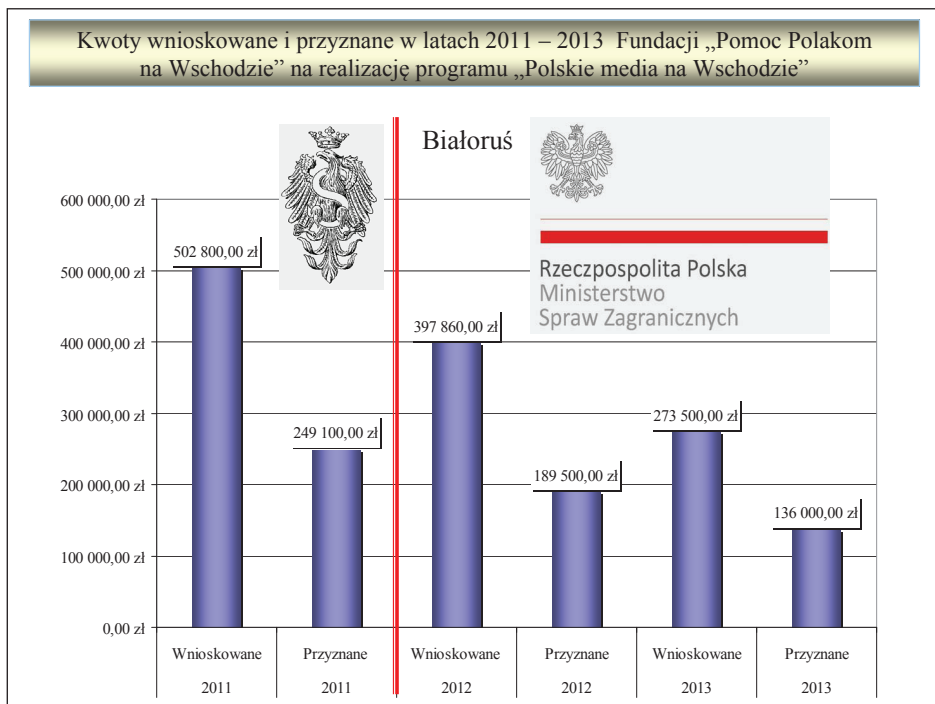 Kwoty wnioskowane i przyznane w latach 2011 – 2013 Fundacji „Pomoc Polakom
na Wschodzie” na realizację programu „Polskie media na Wschodzie”
Białoruś
Rzeczpospolita Polska
Ministerstwo
Spraw Zagranicznych
600 000,00 zł
500 000,00 zł
400 000,00 zł
300 000,00 zł
200 000,00 zł
100 000,00 zł
0,00 zł
502 800,00 zł
249 100,00 zł
397 860,00 zł
189 500,00 zł
273 500,00 zł
136 000,00 zł
Wnioskowane Przyznane Wnioskowane Przyznane Wnioskowane Przyznane
2011 2011 2012 2012 2013 2013